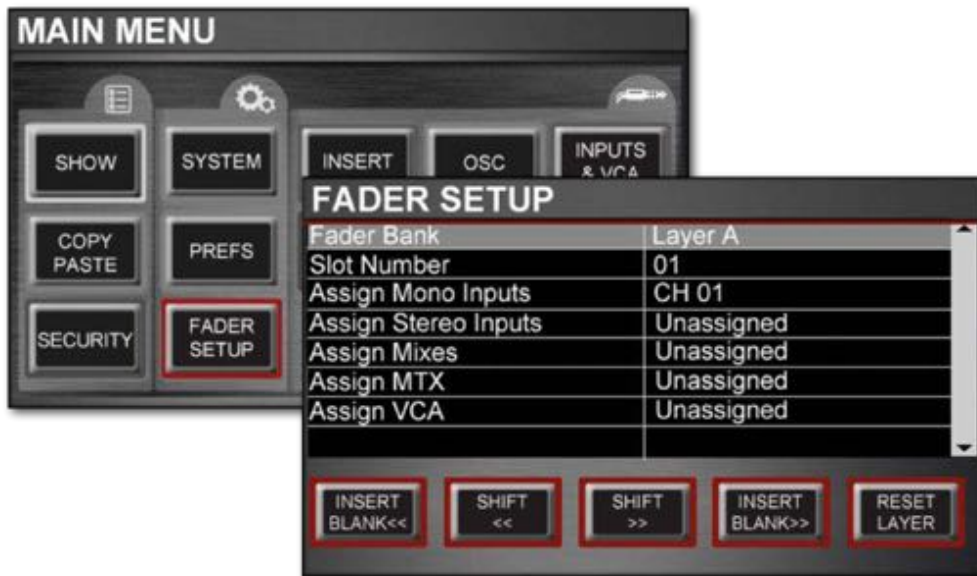 MAIN MENU
SHOW
SYSTEM
INSERT
OSC
INPUTS
& VCA
COPY
PASTE
PREFS
SECURITY
FADER
SETUP
FADER SETUP
Fader Bank Layer A
Slot Number 01
Assign Mono Inputs CH 01
Assign Stereo Inputs Unassigned
Assign Mixes Unassigned
Assign MTX Unassigned
Assign VCA Unassigned
INSERT
BLANK<<
SHIFT
<<
SHIFT
>>
INSERT
BLANK>>
RESET
LAYER